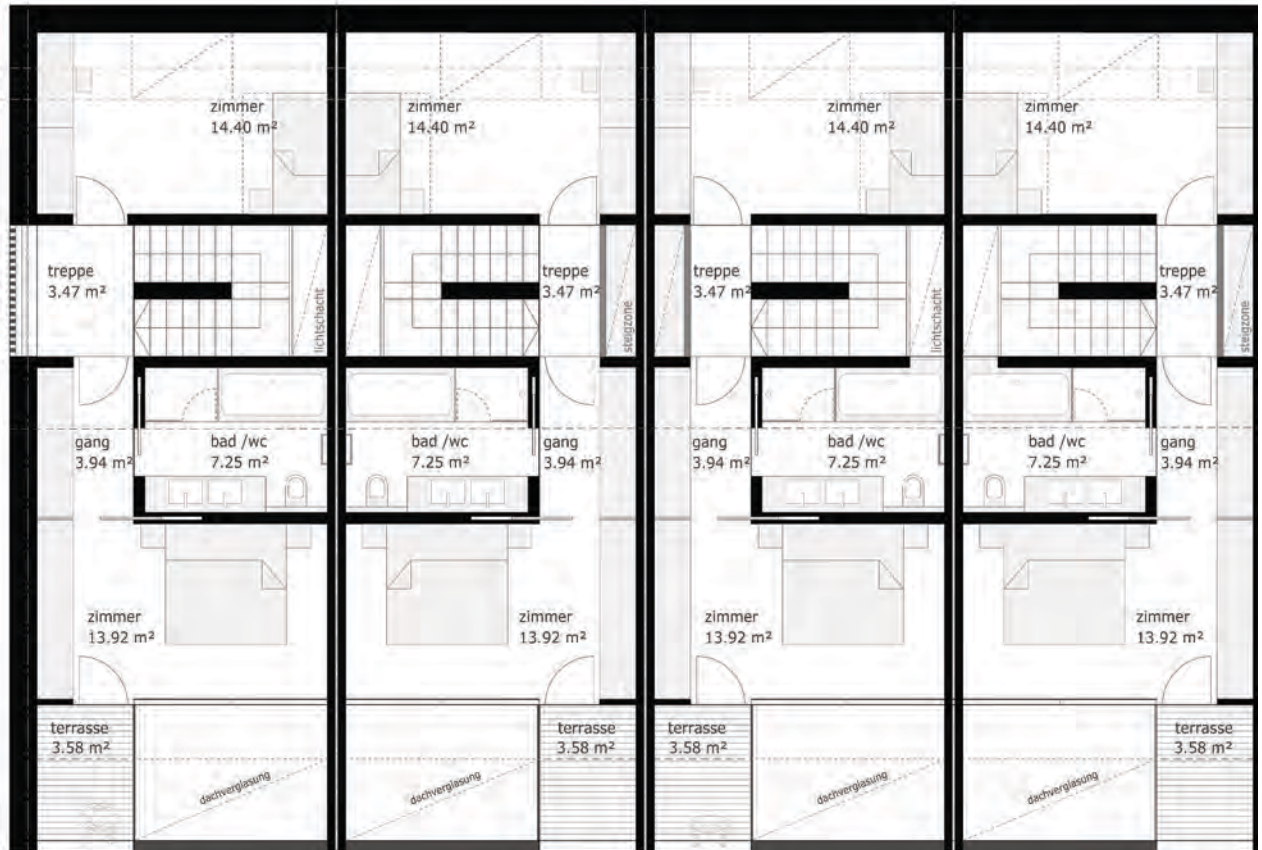 zimmer
14.40 m²
zimmer
14.40 m²
zimmer
14.40 m²
zimmer
14.40 m²
treppe
3.47 m²
lichtschacht
treppe
3.47 m²
steigzone
treppe
3.47 m²
lichtschacht
treppe
3.47 m²
steigzone
gang
3.94 m²
bad /wc
7.25 m²
bad /wc
7.25 m²
gang
3.94 m²
gang
3.94 m²
bad /wc
7.25 m²
bad /wc
7.25 m²
gang
3.94 m²
zimmer
13.92 m²
zimmer
13.92 m²
zimmer
13.92 m²
zimmer
13.92 m²
terrasse
3.58 m²
dachverglasung
dachverglasung
terrasse
3.58 m²
terrasse
3.58 m²
dachverglasung
dachverglasung
terrasse
3.58 m²